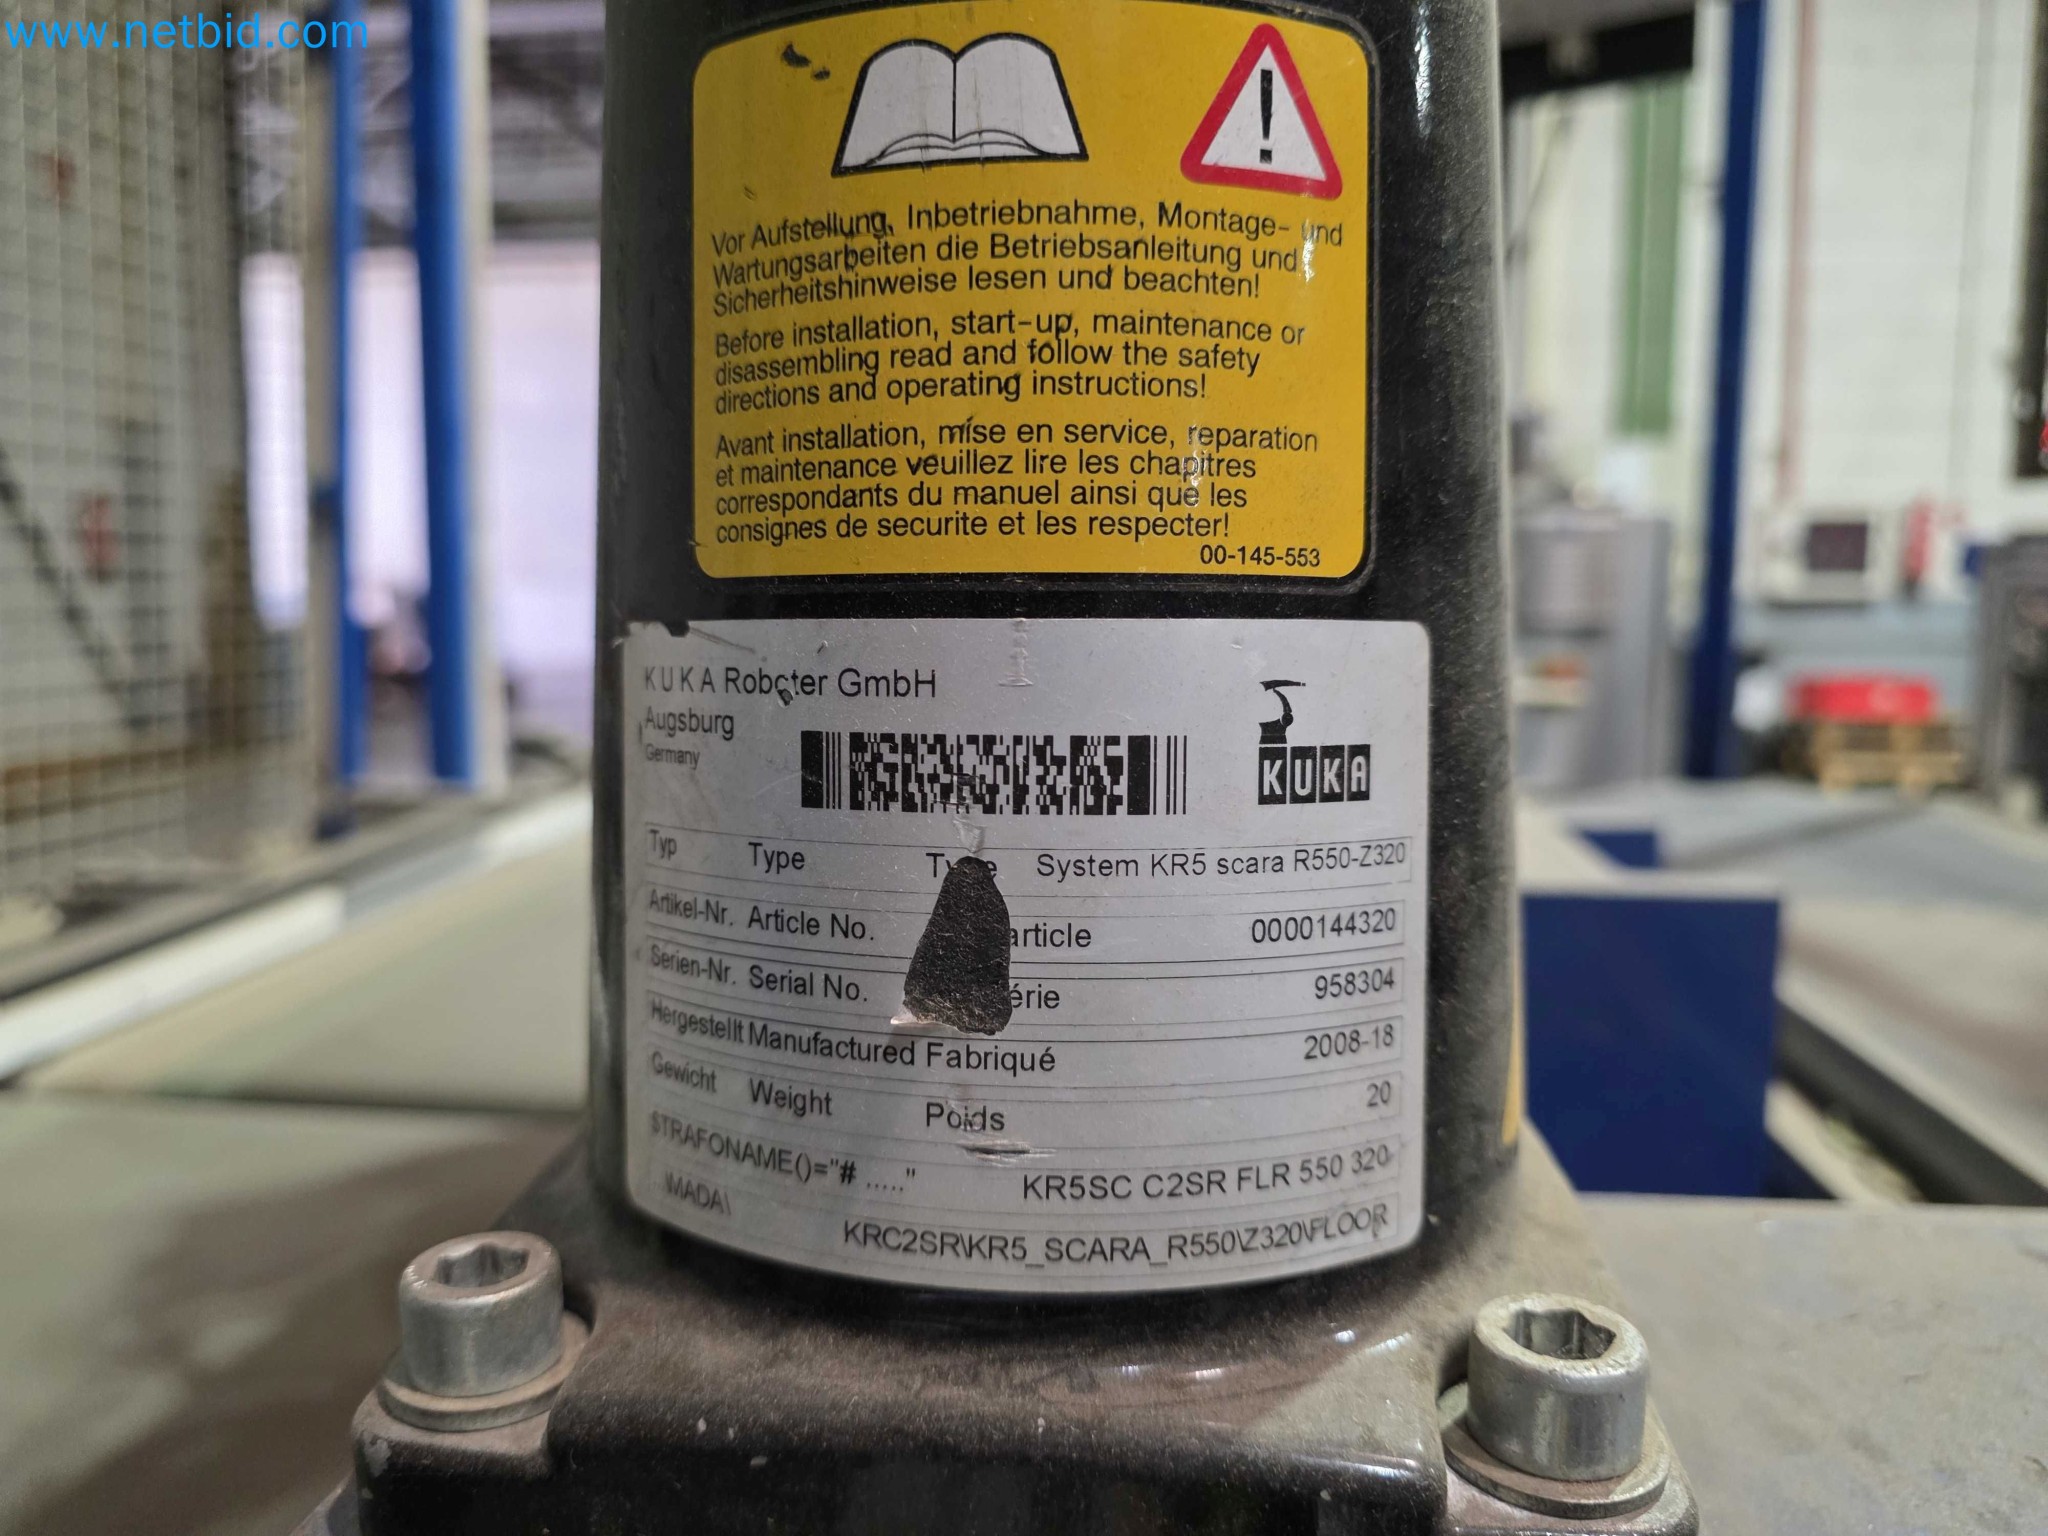 www.netbid.com
Vor Aufstellung, Inbetriebnahme, Montage- und
Wartungsarbeiten die Betriebsanleitung und
Sicherheitshinweise lesen und beachten!
Before installation, start-up, maintenance or
disassembling read and follow the safety
directions and operating instructions!
Avant installation, mise en service, reparation
et maintenance veuillez lire les chapitres
correspondants du manuel ainsi que les
consignes de securite et les respecter!
00-145-553
KUKA Roboter GmbH
Augsburg
Germany
KUKA
Typ Type Type System KR5 scara R550-Z320
Artikel-Nr. Article No. article 0000144320
Serien-Nr. Serial No. érie 958304
Hergestellt Manufactured Fabriqué 2008-18
Gewicht Weight Poids 20
$TRAFONAME()="# ....." KR5SC C2SR FLR 550 320
\MADA\ KRC2SR\KR5_SCARA_R550\Z320\FLOOR